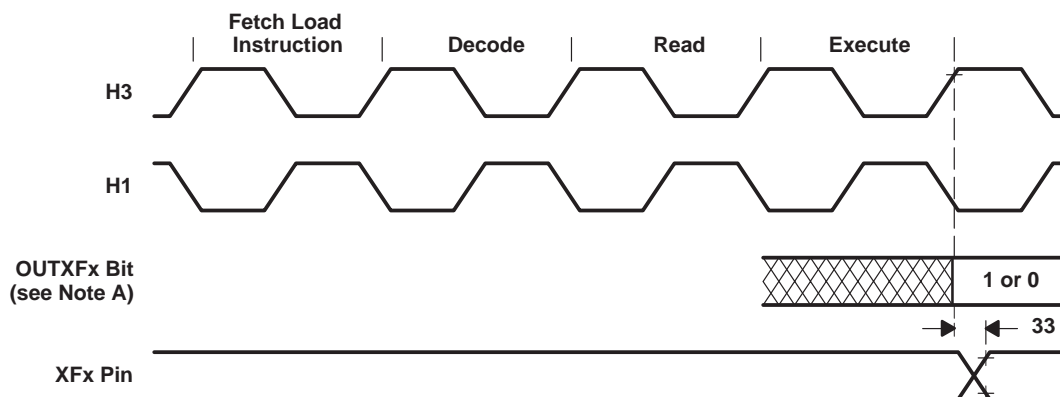 Fetch Load
Instruction
Decode
Read
Execute
H3
H1
OUTXFx Bit
(see Note A)
1 or 0
33
XFx Pin